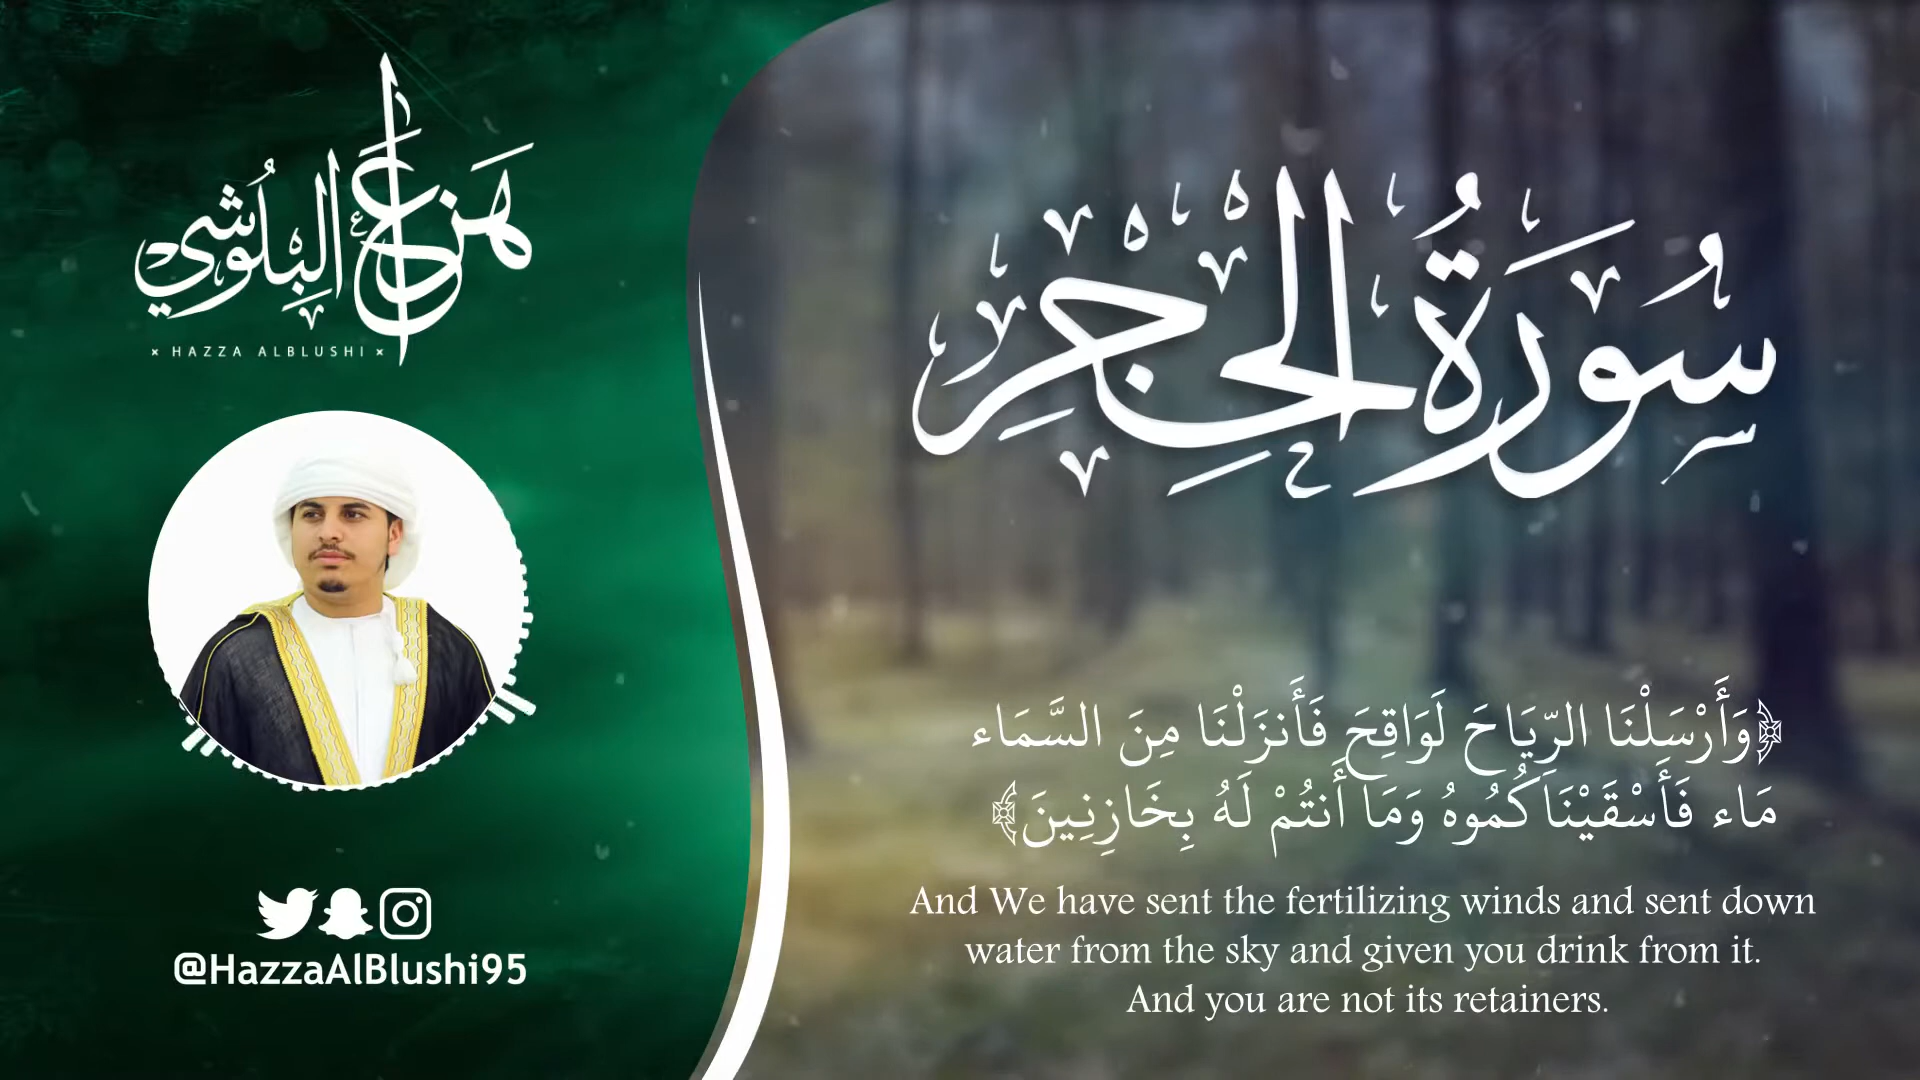 هزاع البلوشي
× HAZZA ALBLUSHI ×
@HazzaAlBlushi95
سُورَةُ الحِجْرِ
﴿وَأَرْسَلْنَا الرِّيَاحَ لَوَاقِحَ فَأَنزَلْنَا مِنَ السَّمَاء
مَاء فَأَسْقَيْنَاكُمُوهُ وَمَا أَنتُمْ لَهُ بِخَازِنِينَ﴾
And We have sent the fertilizing winds and sent down
water from the sky and given you drink from it.
And you are not its retainers.